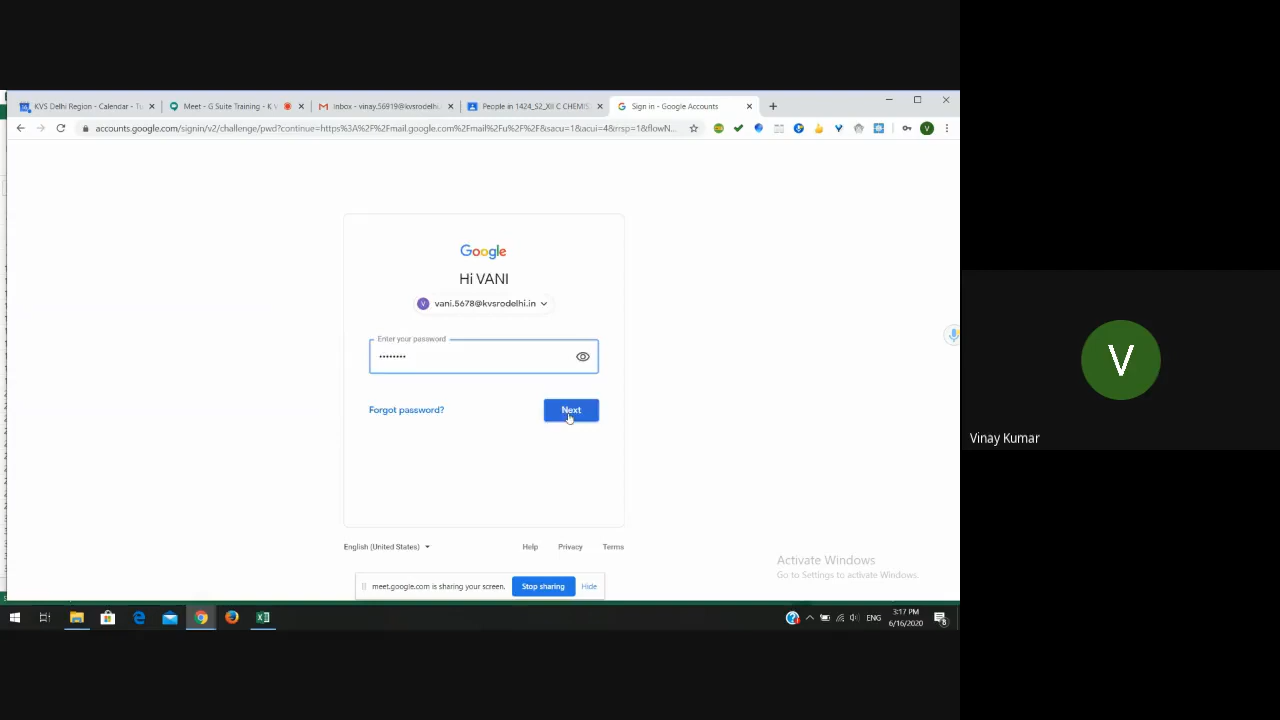 KVS Delhi Region - Calendar - Tu
Meet - G Suite Training - K V
Inbox - vinay.56919@kvsrodelhi.
People in 1424_S2_XII C CHEMIS
Sign in - Google Accounts
accounts.google.com/signin/v2/challenge/pwd?continue=https%3A%2F%2Fmail.google.com%2Fmail%2Fu%2F%2F&sacu=1&acui=4&rrsp=1&flowN...
V
Google
Hi VANI
V vani.5678@kvsrodelhi.in
Enter your password
••••••••
Forgot password?
Next
English (United States)
Help Privacy Terms
Activate Windows
Go to Settings to activate Windows.
meet.google.com is sharing your screen. Stop sharing Hide
ENG
3:17 PM
6/16/2020
V
Vinay Kumar